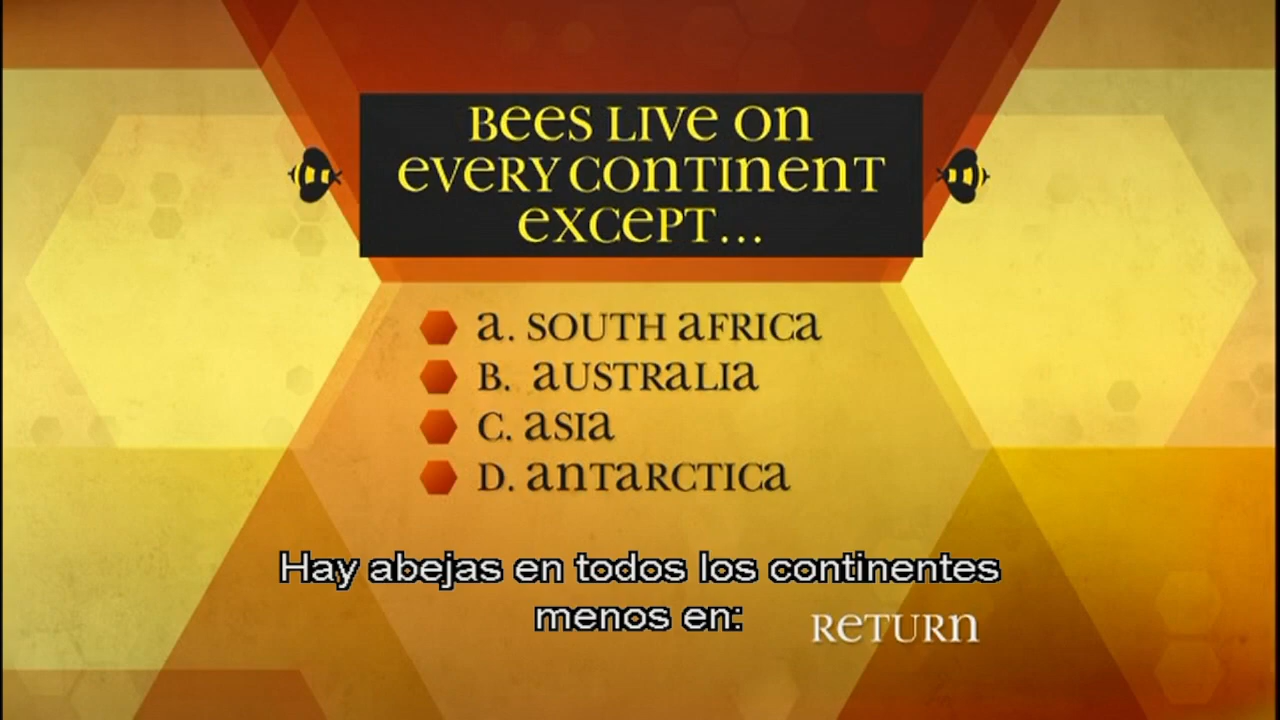 Bees Live on
every continent
except...
a. South Africa
B. Australia
C. Asia
D. Antarctica
Hay abejas en todos los continentes
menos en:
Return